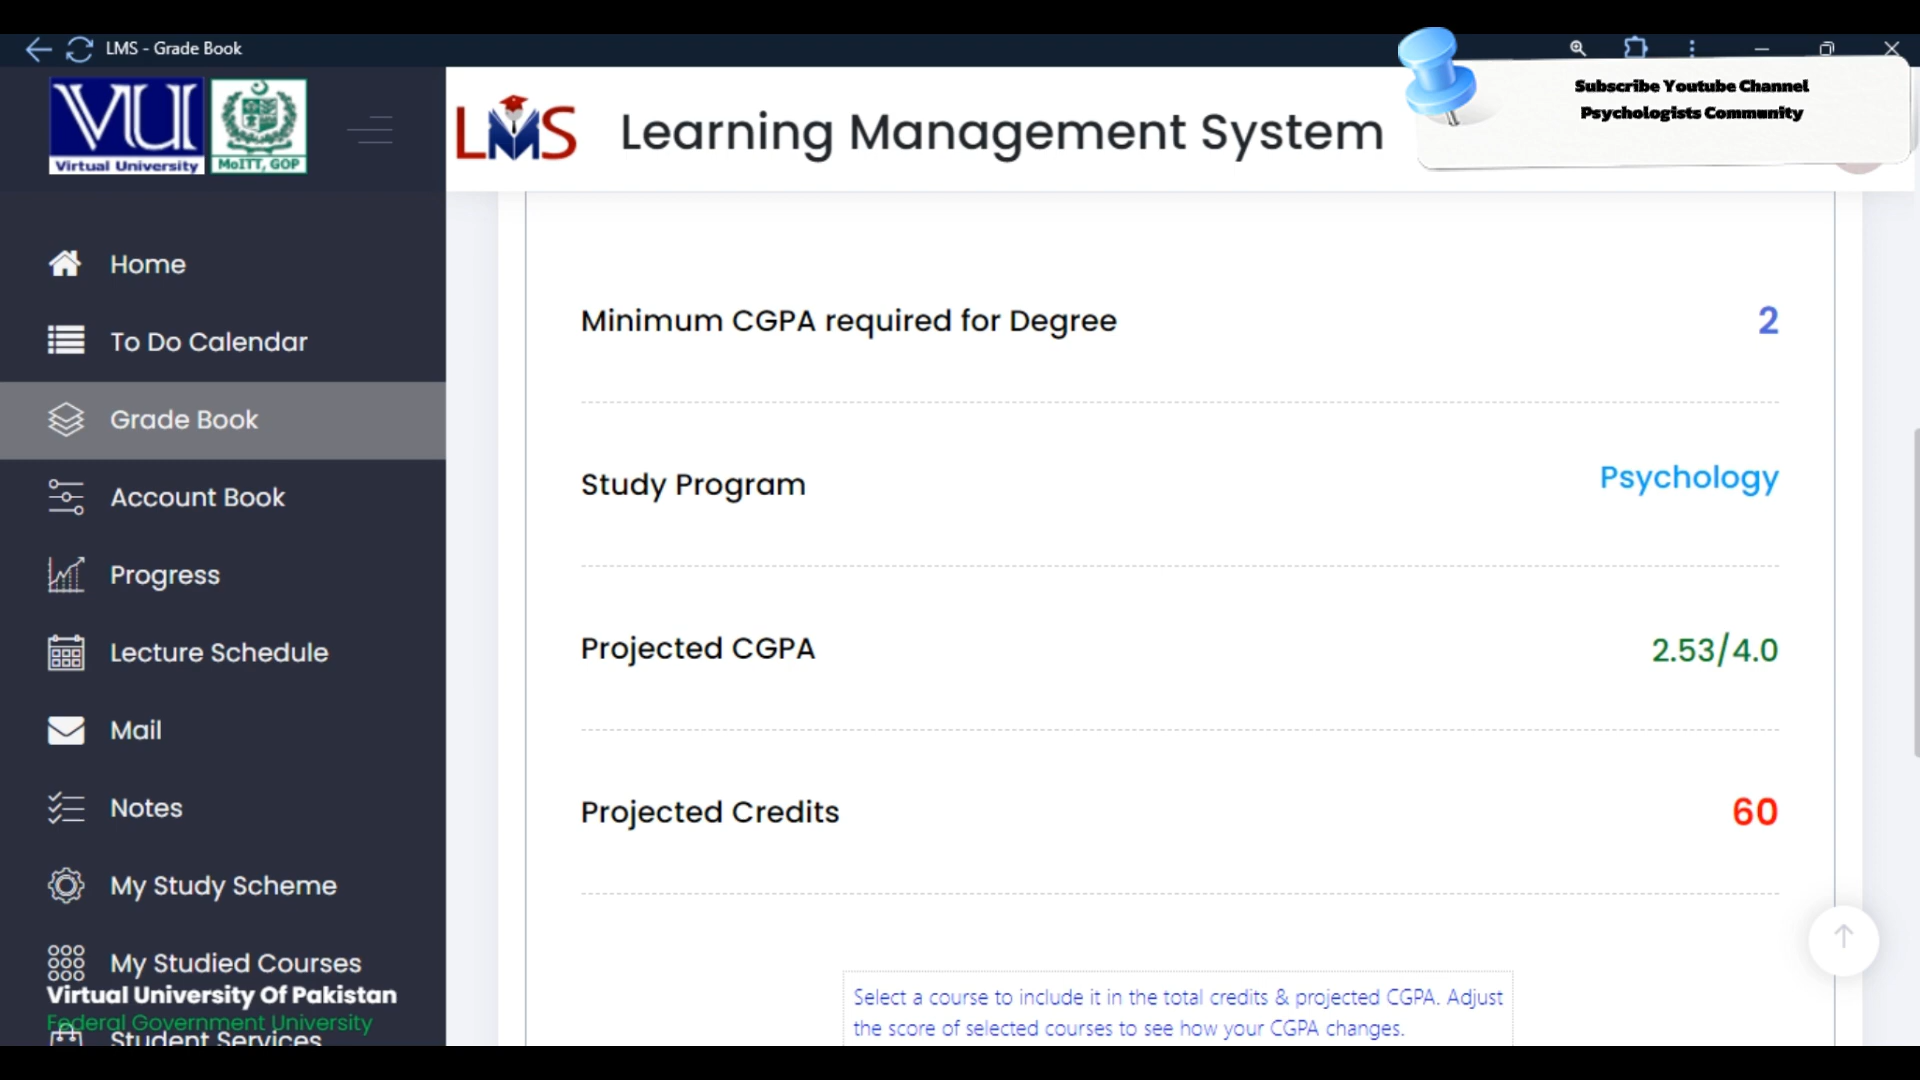 LMS - Grade Book
VU
Virtual University
MoITT, GOP
LMS
Learning Management System
Subscribe Youtube Channel
Psychologists Community
Home
To Do Calendar
Grade Book
Account Book
Progress
Lecture Schedule
Mail
Notes
My Study Scheme
My Studied Courses
Virtual University Of Pakistan
Federal Government University
Student Services
Minimum CGPA required for Degree
2
Study Program
Psychology
Projected CGPA
2.53/4.0
Projected Credits
60
Select a course to include it in the total credits & projected CGPA. Adjust
the score of selected courses to see how your CGPA changes.